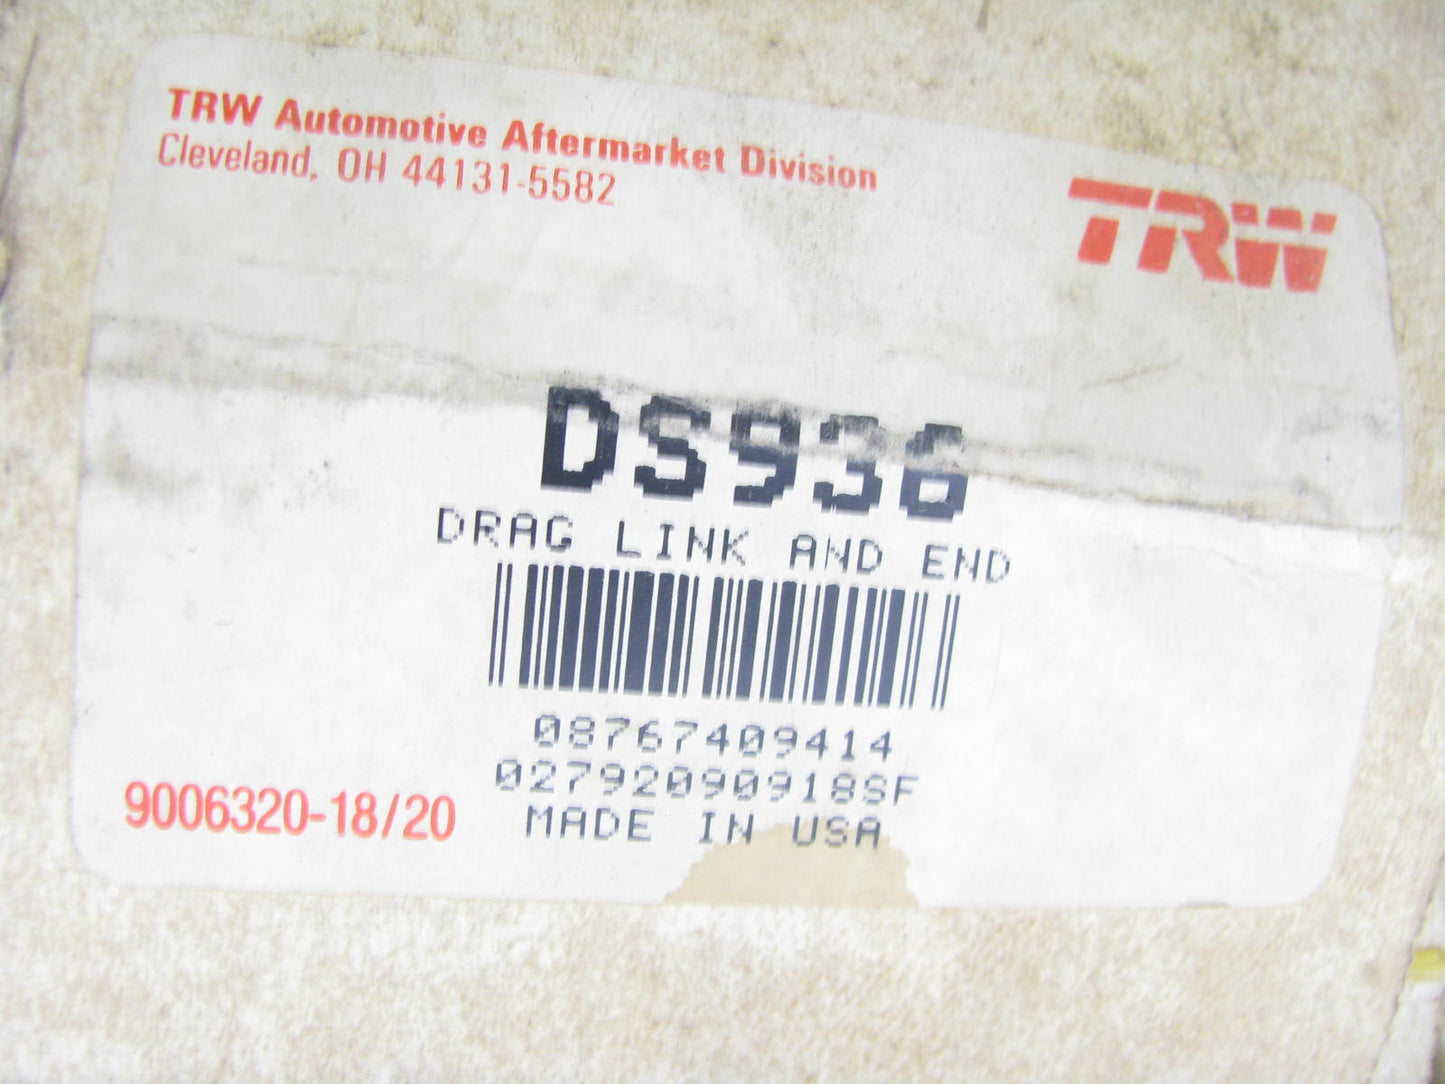 TRW Automotive Aftermarket Division
Cleveland, OH 44131-5582
TRW
DS936
DRAG LINK AND END
08767409414
02792090918SF
9006320-18/20
MADE IN USA